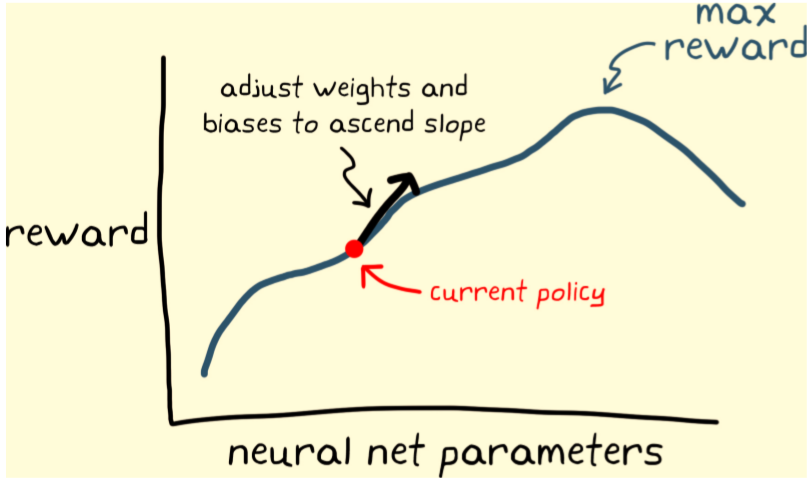 max
reward
adjust weights and
biases to ascend slope
reward
current policy
neural net parameters